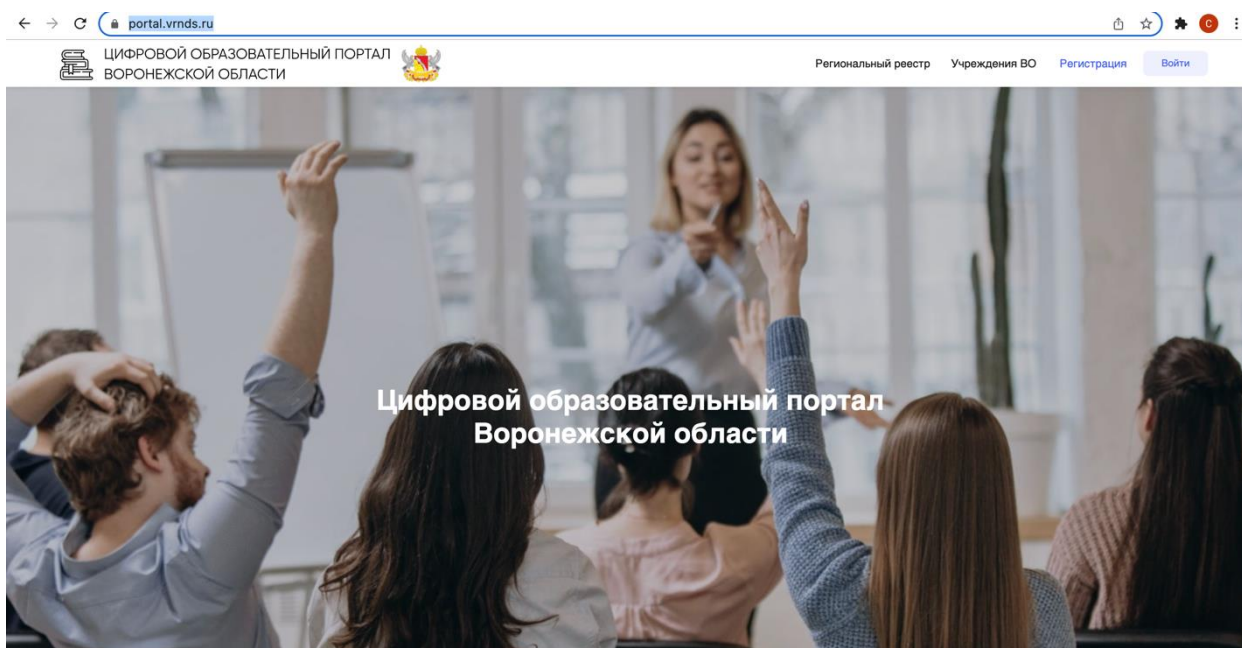 portal.vrnds.ru
ЦИФРОВОЙ ОБРАЗОВАТЕЛЬНЫЙ ПОРТАЛ
ВОРОНЕЖСКОЙ ОБЛАСТИ
Региональный реестр Учреждения ВО Регистрация Войти
C
Цифровой образовательный портал
Воронежской области